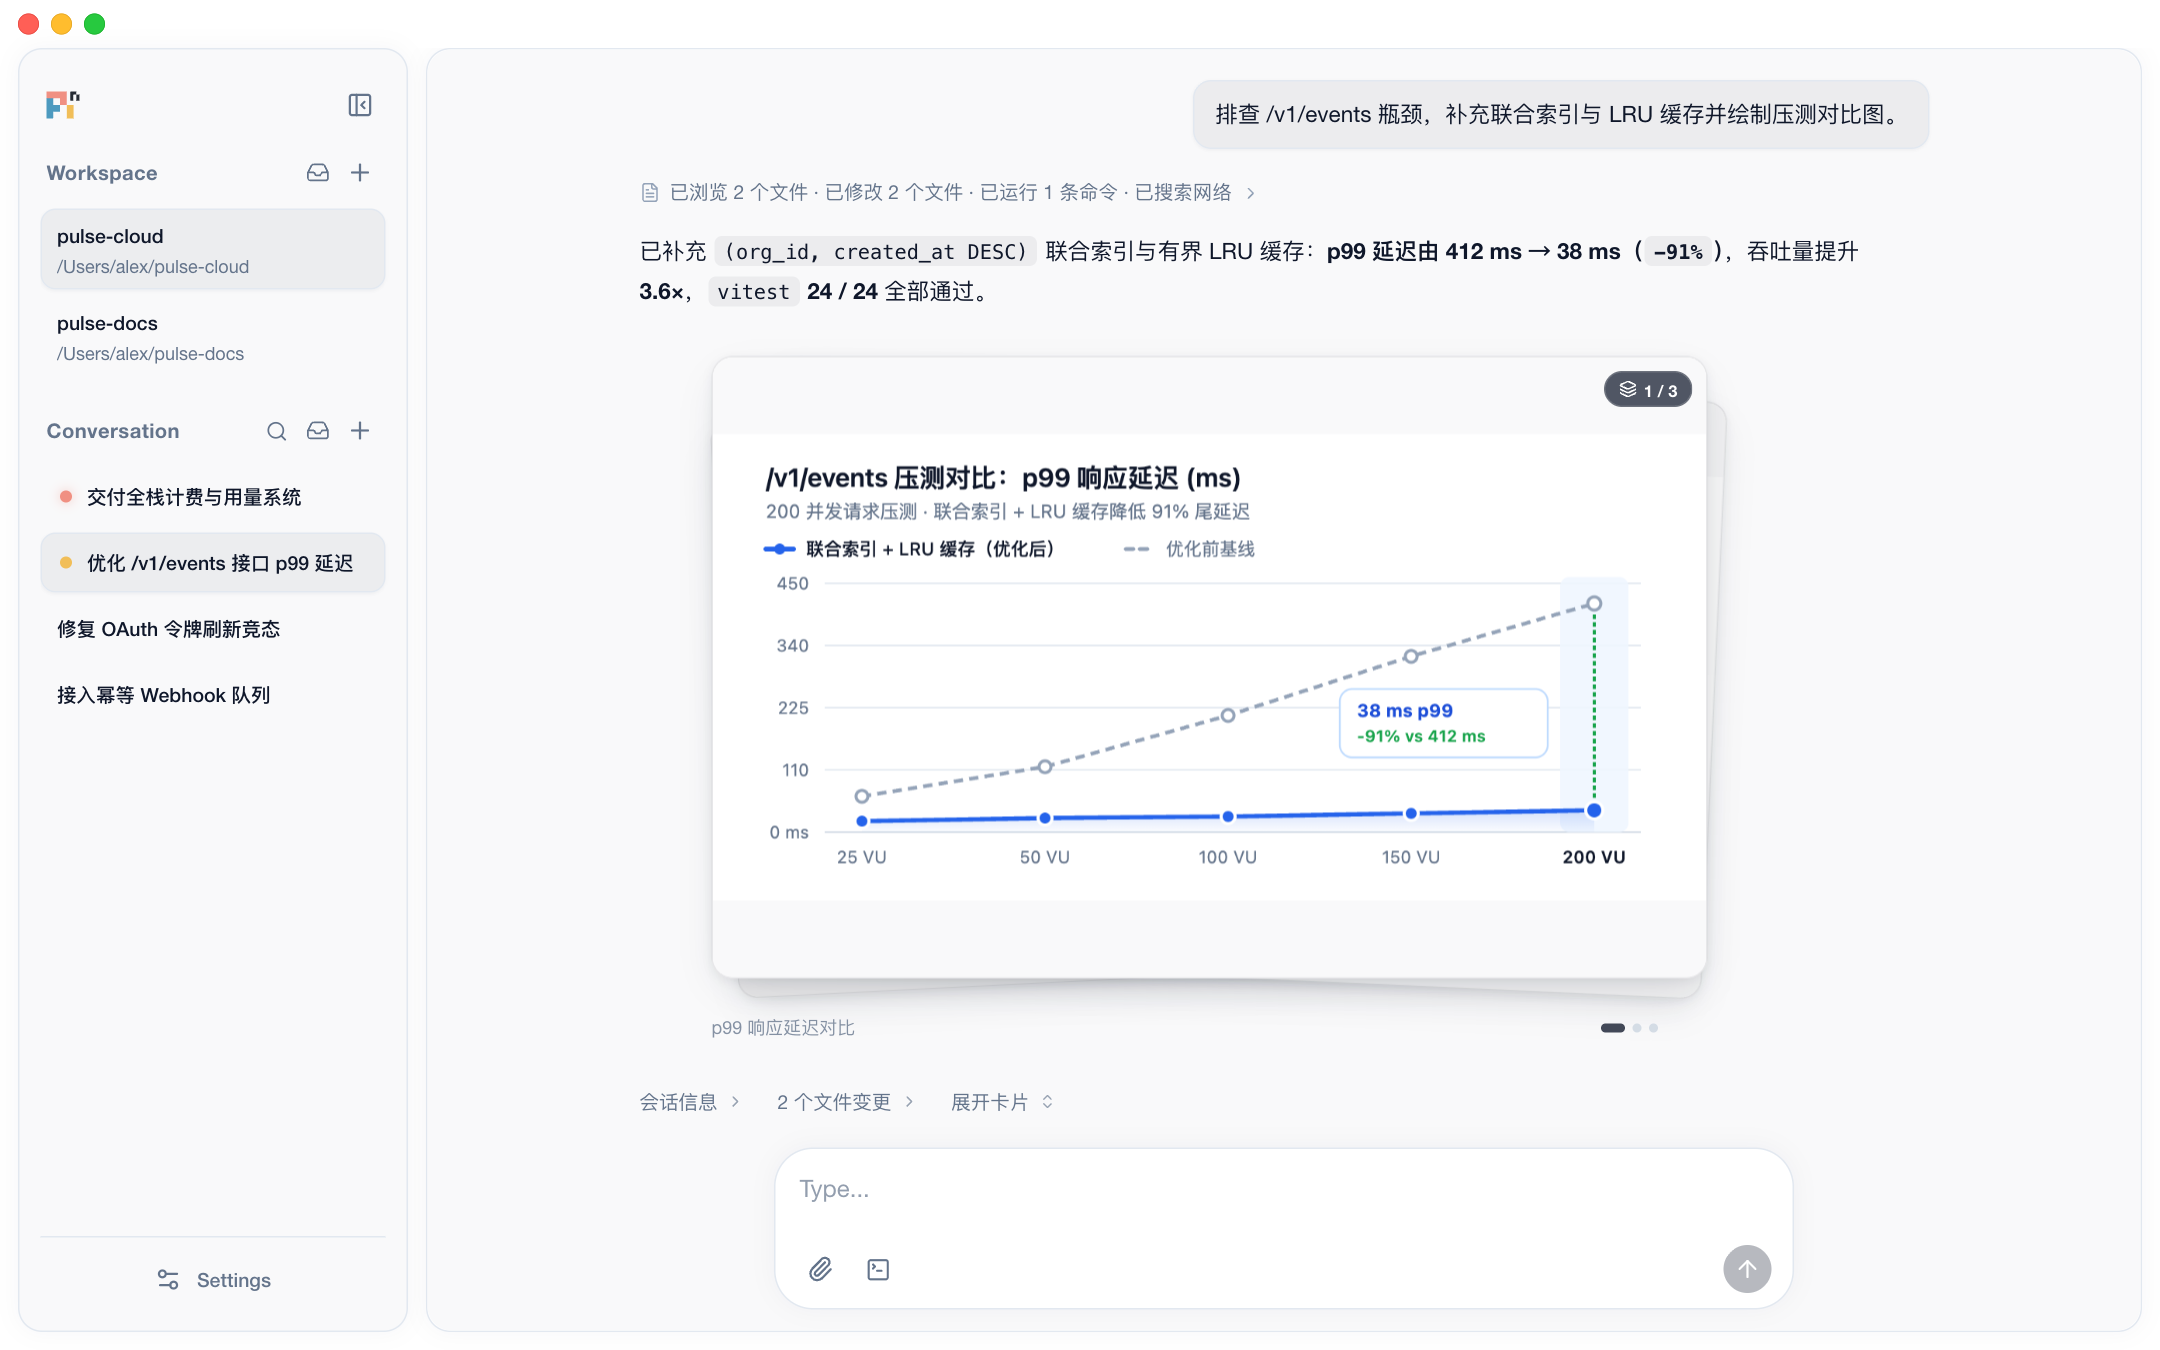 Workspace
pulse-cloud
/Users/alex/pulse-cloud
pulse-docs
/Users/alex/pulse-docs
Conversation
交付全栈计费与用量系统
优化 /v1/events 接口 p99 延迟
修复 OAuth 令牌刷新竞态
接入幂等 Webhook 队列
Settings
排查 /v1/events 瓶颈，补充联合索引与 LRU 缓存并绘制压测对比图。
已浏览 2 个文件 · 已修改 2 个文件 · 已运行 1 条命令 · 已搜索网络
已补充 (org_id, created_at DESC) 联合索引与有界 LRU 缓存：p99 延迟由 412 ms → 38 ms（-91%），吞吐量提升
3.6×，vitest 24 / 24 全部通过。
1 / 3
/v1/events 压测对比：p99 响应延迟 (ms)
200 并发请求压测 · 联合索引 + LRU 缓存降低 91% 尾延迟
联合索引 + LRU 缓存（优化后） 优化前基线
450
340
225
110
0 ms
38 ms p99
-91% vs 412 ms
25 VU 50 VU 100 VU 150 VU 200 VU
p99 响应延迟对比
会话信息 2 个文件变更 展开卡片
Type...